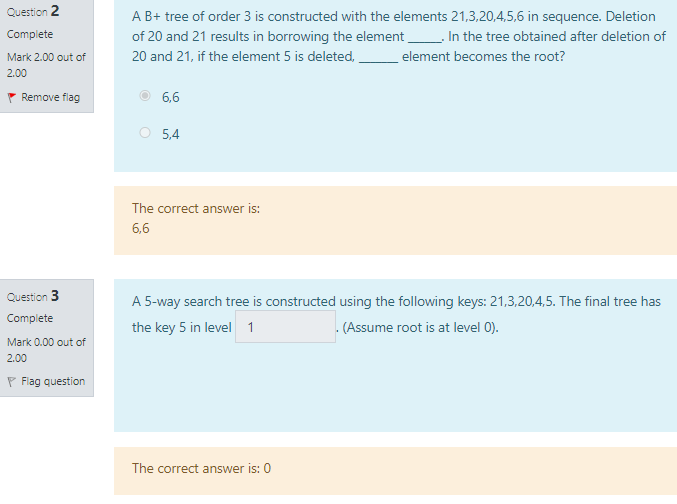 Question 2
Complete
Mark 2.00 out of
2.00
Remove flag
A B+ tree of order 3 is constructed with the elements 21,3,20,4,5,6 in sequence. Deletion
of 20 and 21 results in borrowing the element _____. In the tree obtained after deletion of
20 and 21, if the element 5 is deleted, ______ element becomes the root?
6,6
5,4
The correct answer is:
6,6
Question 3
Complete
Mark 0.00 out of
2.00
Flag question
A 5-way search tree is constructed using the following keys: 21,3,20,4,5. The final tree has
the key 5 in level 1 . (Assume root is at level 0).
The correct answer is: 0